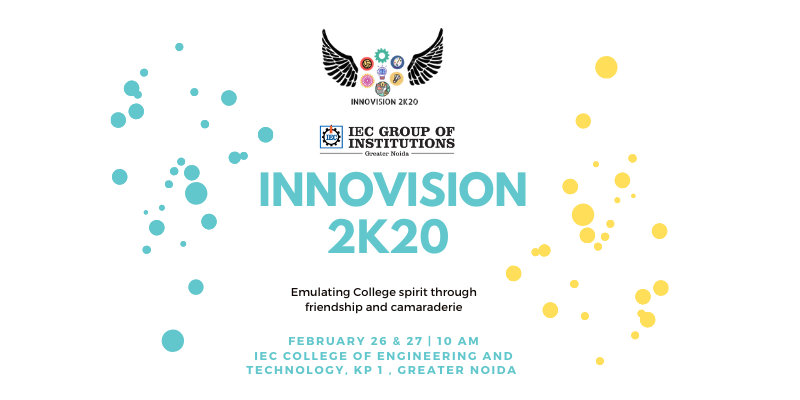 INNOVISION 2K20
IEC
IEC GROUP OF
INSTITUTIONS
Greater Noida
INNOVISION
2K20
Emulating College spirit through
friendship and camaraderie
FEBRUARY 26 & 27 | 10 AM
IEC COLLEGE OF ENGINEERING AND
TECHNOLOGY, KP 1 , GREATER NOIDA